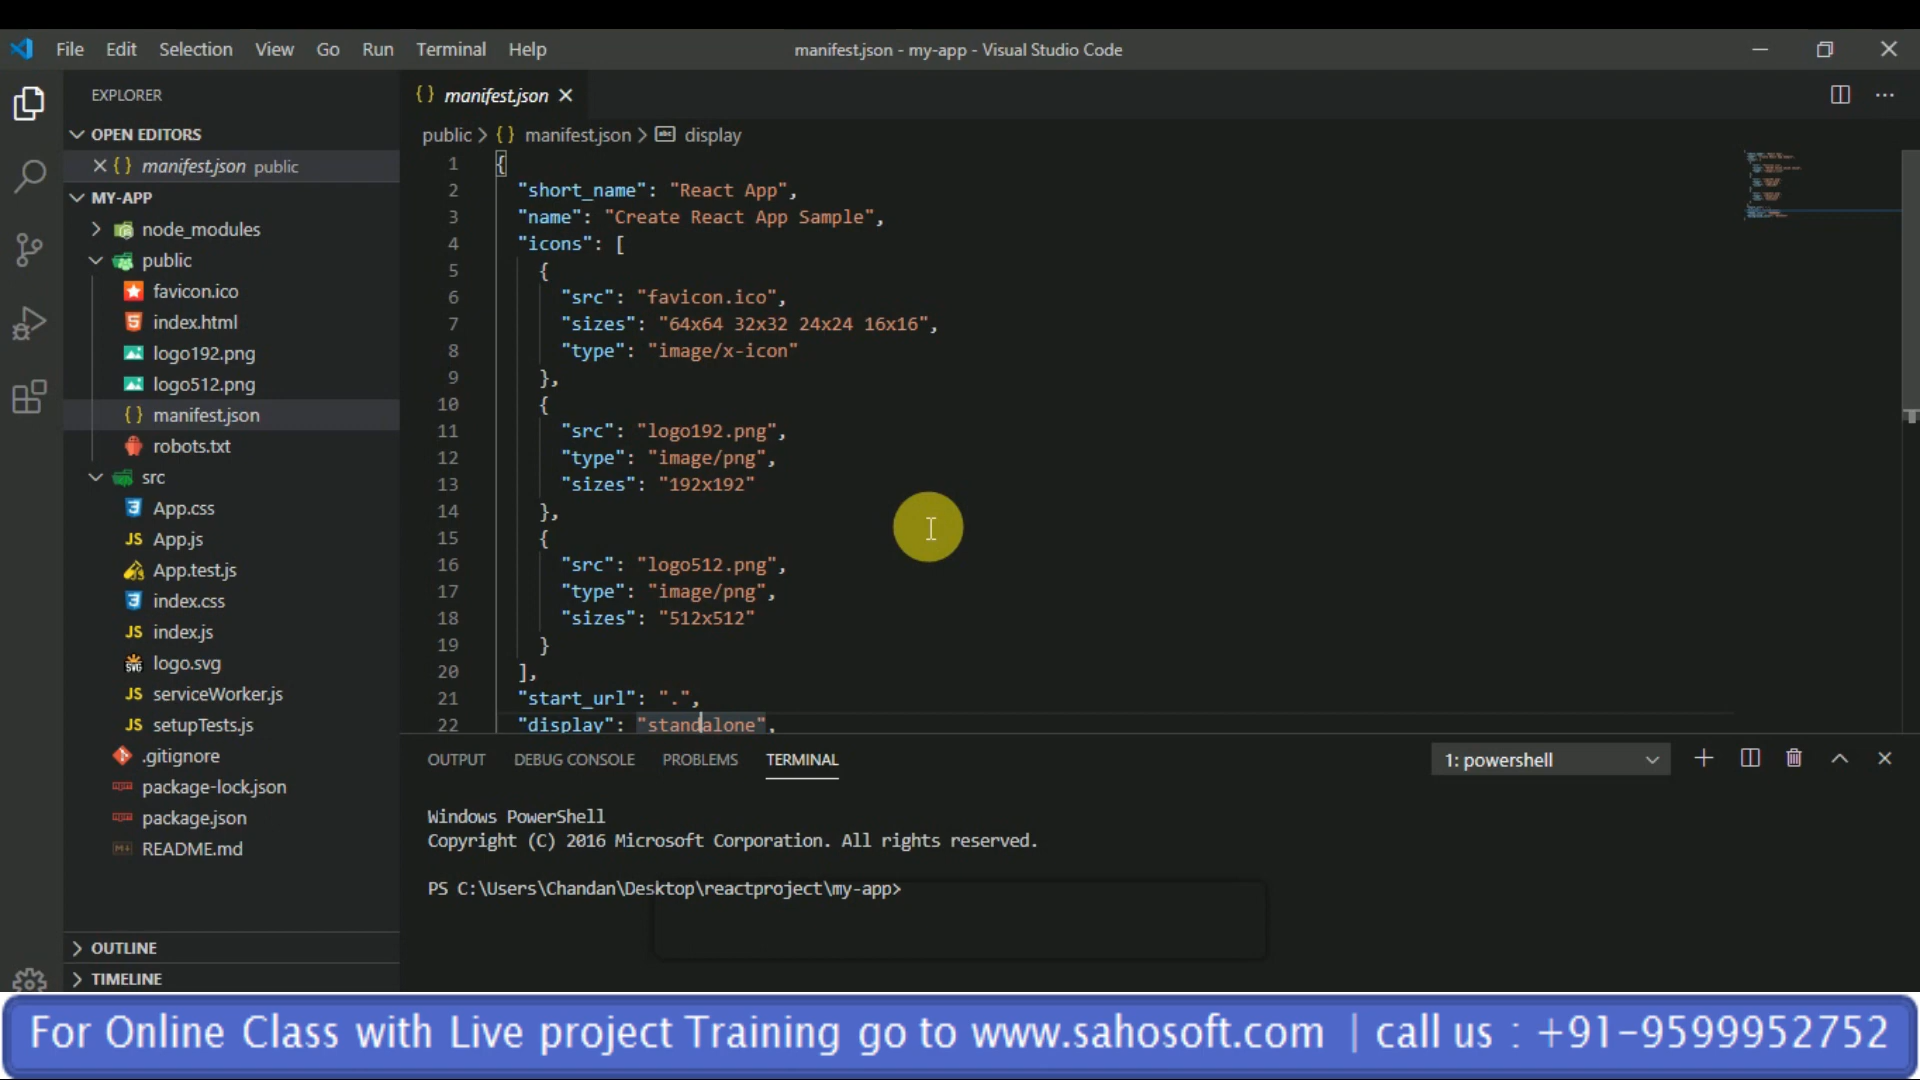 File Edit Selection View Go Run Terminal Help
manifest.json - my-app - Visual Studio Code
EXPLORER
OPEN EDITORS
manifest.json public
MY-APP
node_modules
public
favicon.ico
index.html
logo192.png
logo512.png
manifest.json
robots.txt
src
App.css
App.js
App.test.js
index.css
index.js
logo.svg
serviceWorker.js
setupTests.js
.gitignore
package-lock.json
package.json
README.md
OUTLINE
TIMELINE
{ } manifest.json
public > { } manifest.json > display
1 {
2 "short_name": "React App",
3 "name": "Create React App Sample",
4 "icons": [
5 {
6 "src": "favicon.ico",
7 "sizes": "64x64 32x32 24x24 16x16",
8 "type": "image/x-icon"
9 },
10 {
11 "src": "logo192.png",
12 "type": "image/png",
13 "sizes": "192x192"
14 },
15 {
16 "src": "logo512.png",
17 "type": "image/png",
18 "sizes": "512x512"
19 }
20 ],
21 "start_url": ".",
22 "display": "standalone",
OUTPUT DEBUG CONSOLE PROBLEMS TERMINAL
1: powershell
Windows PowerShell
Copyright (C) 2016 Microsoft Corporation. All rights reserved.
PS C:\Users\Chandan\Desktop\reactproject\my-app>
For Online Class with Live project Training go to www.sahosoft.com | call us : +91-9599952752